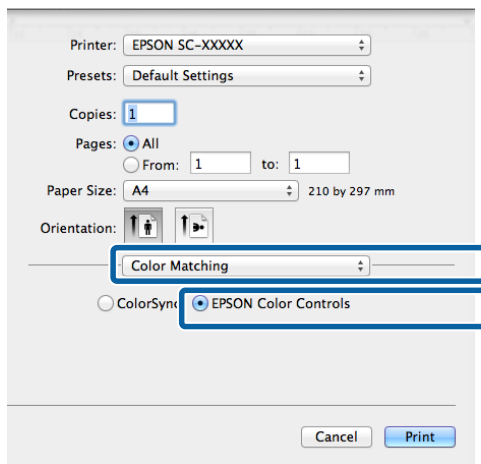 Printer: EPSON SC-XXXXX
Presets: Default Settings
Copies: 1
Pages: All
From: 1 to: 1
Paper Size: A4 210 by 297 mm
Orientation:
Color Matching
ColorSync EPSON Color Controls
Cancel Print